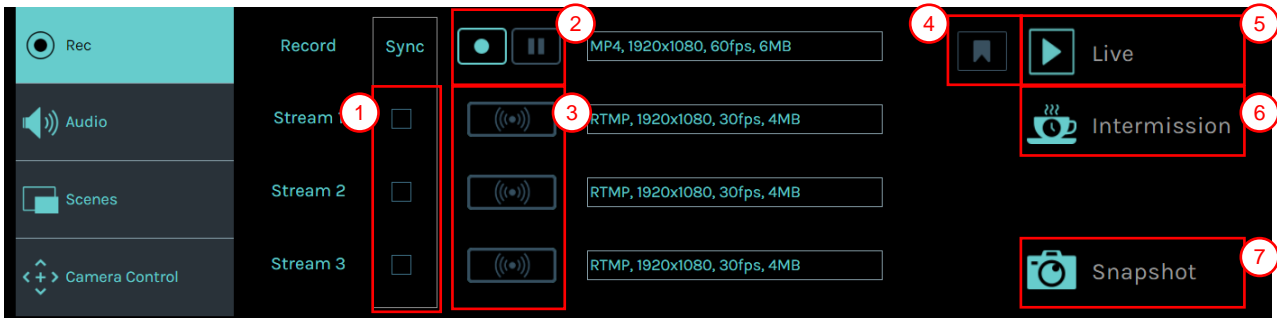 Rec
Record
Sync
2
MP4, 1920x1080, 60fps, 6MB
4
5
Live
Audio
Stream 1
1
3
RTMP, 1920x1080, 30fps, 4MB
6
Intermission
Scenes
Stream 2
RTMP, 1920x1080, 30fps, 4MB
Camera Control
Stream 3
RTMP, 1920x1080, 30fps, 4MB
7
Snapshot